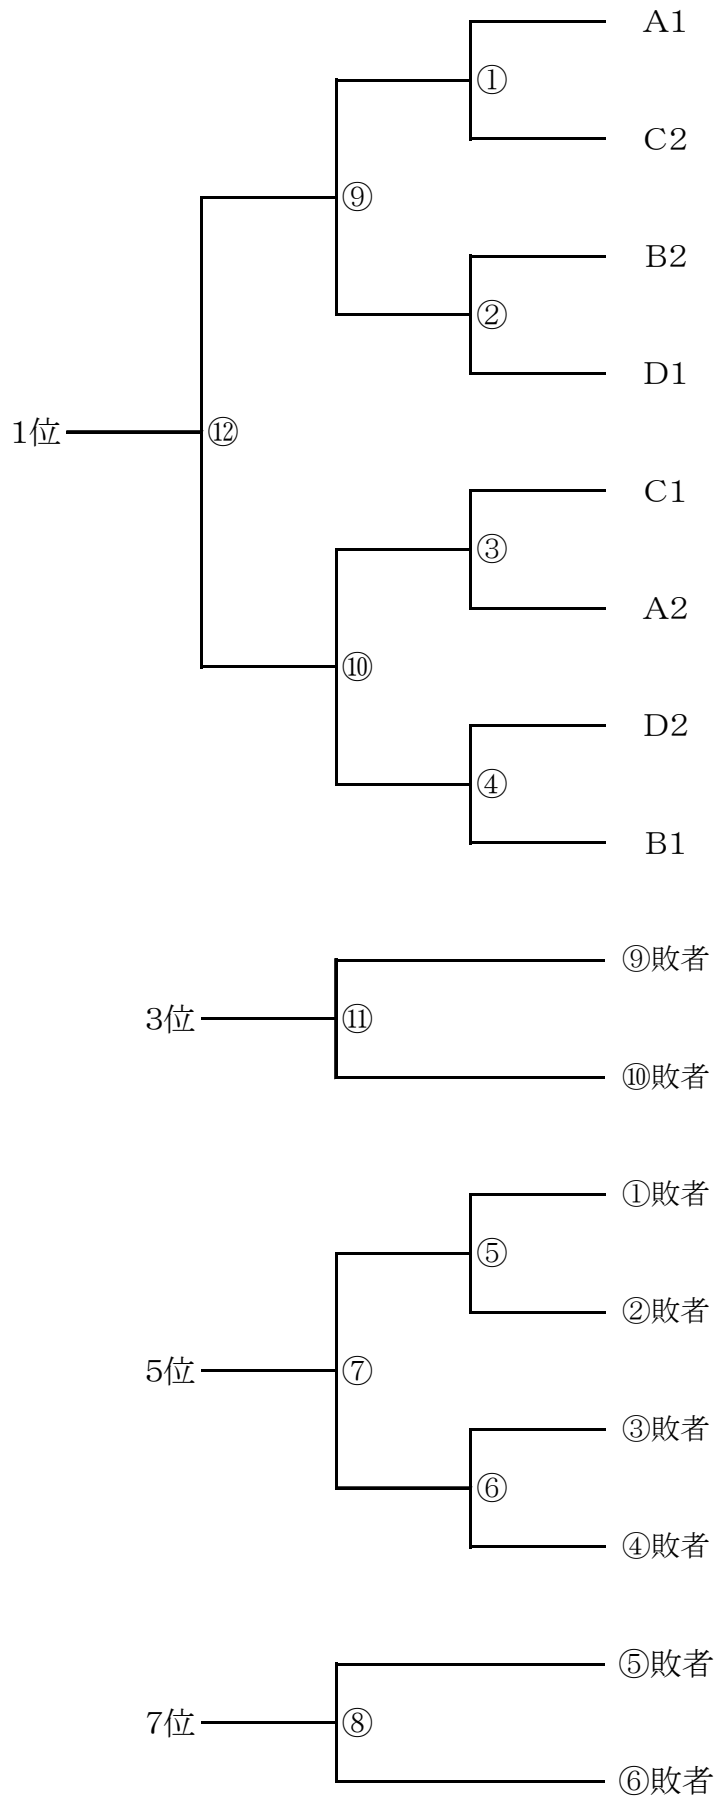 A1
①
C2
⑨
B2
②
D1
1位
⑫
C1
③
A2
⑩
D2
④
B1
⑨敗者
3位
⑪
⑩敗者
①敗者
⑤
②敗者
5位
⑦
③敗者
⑥
④敗者
⑤敗者
7位
⑧
⑥敗者